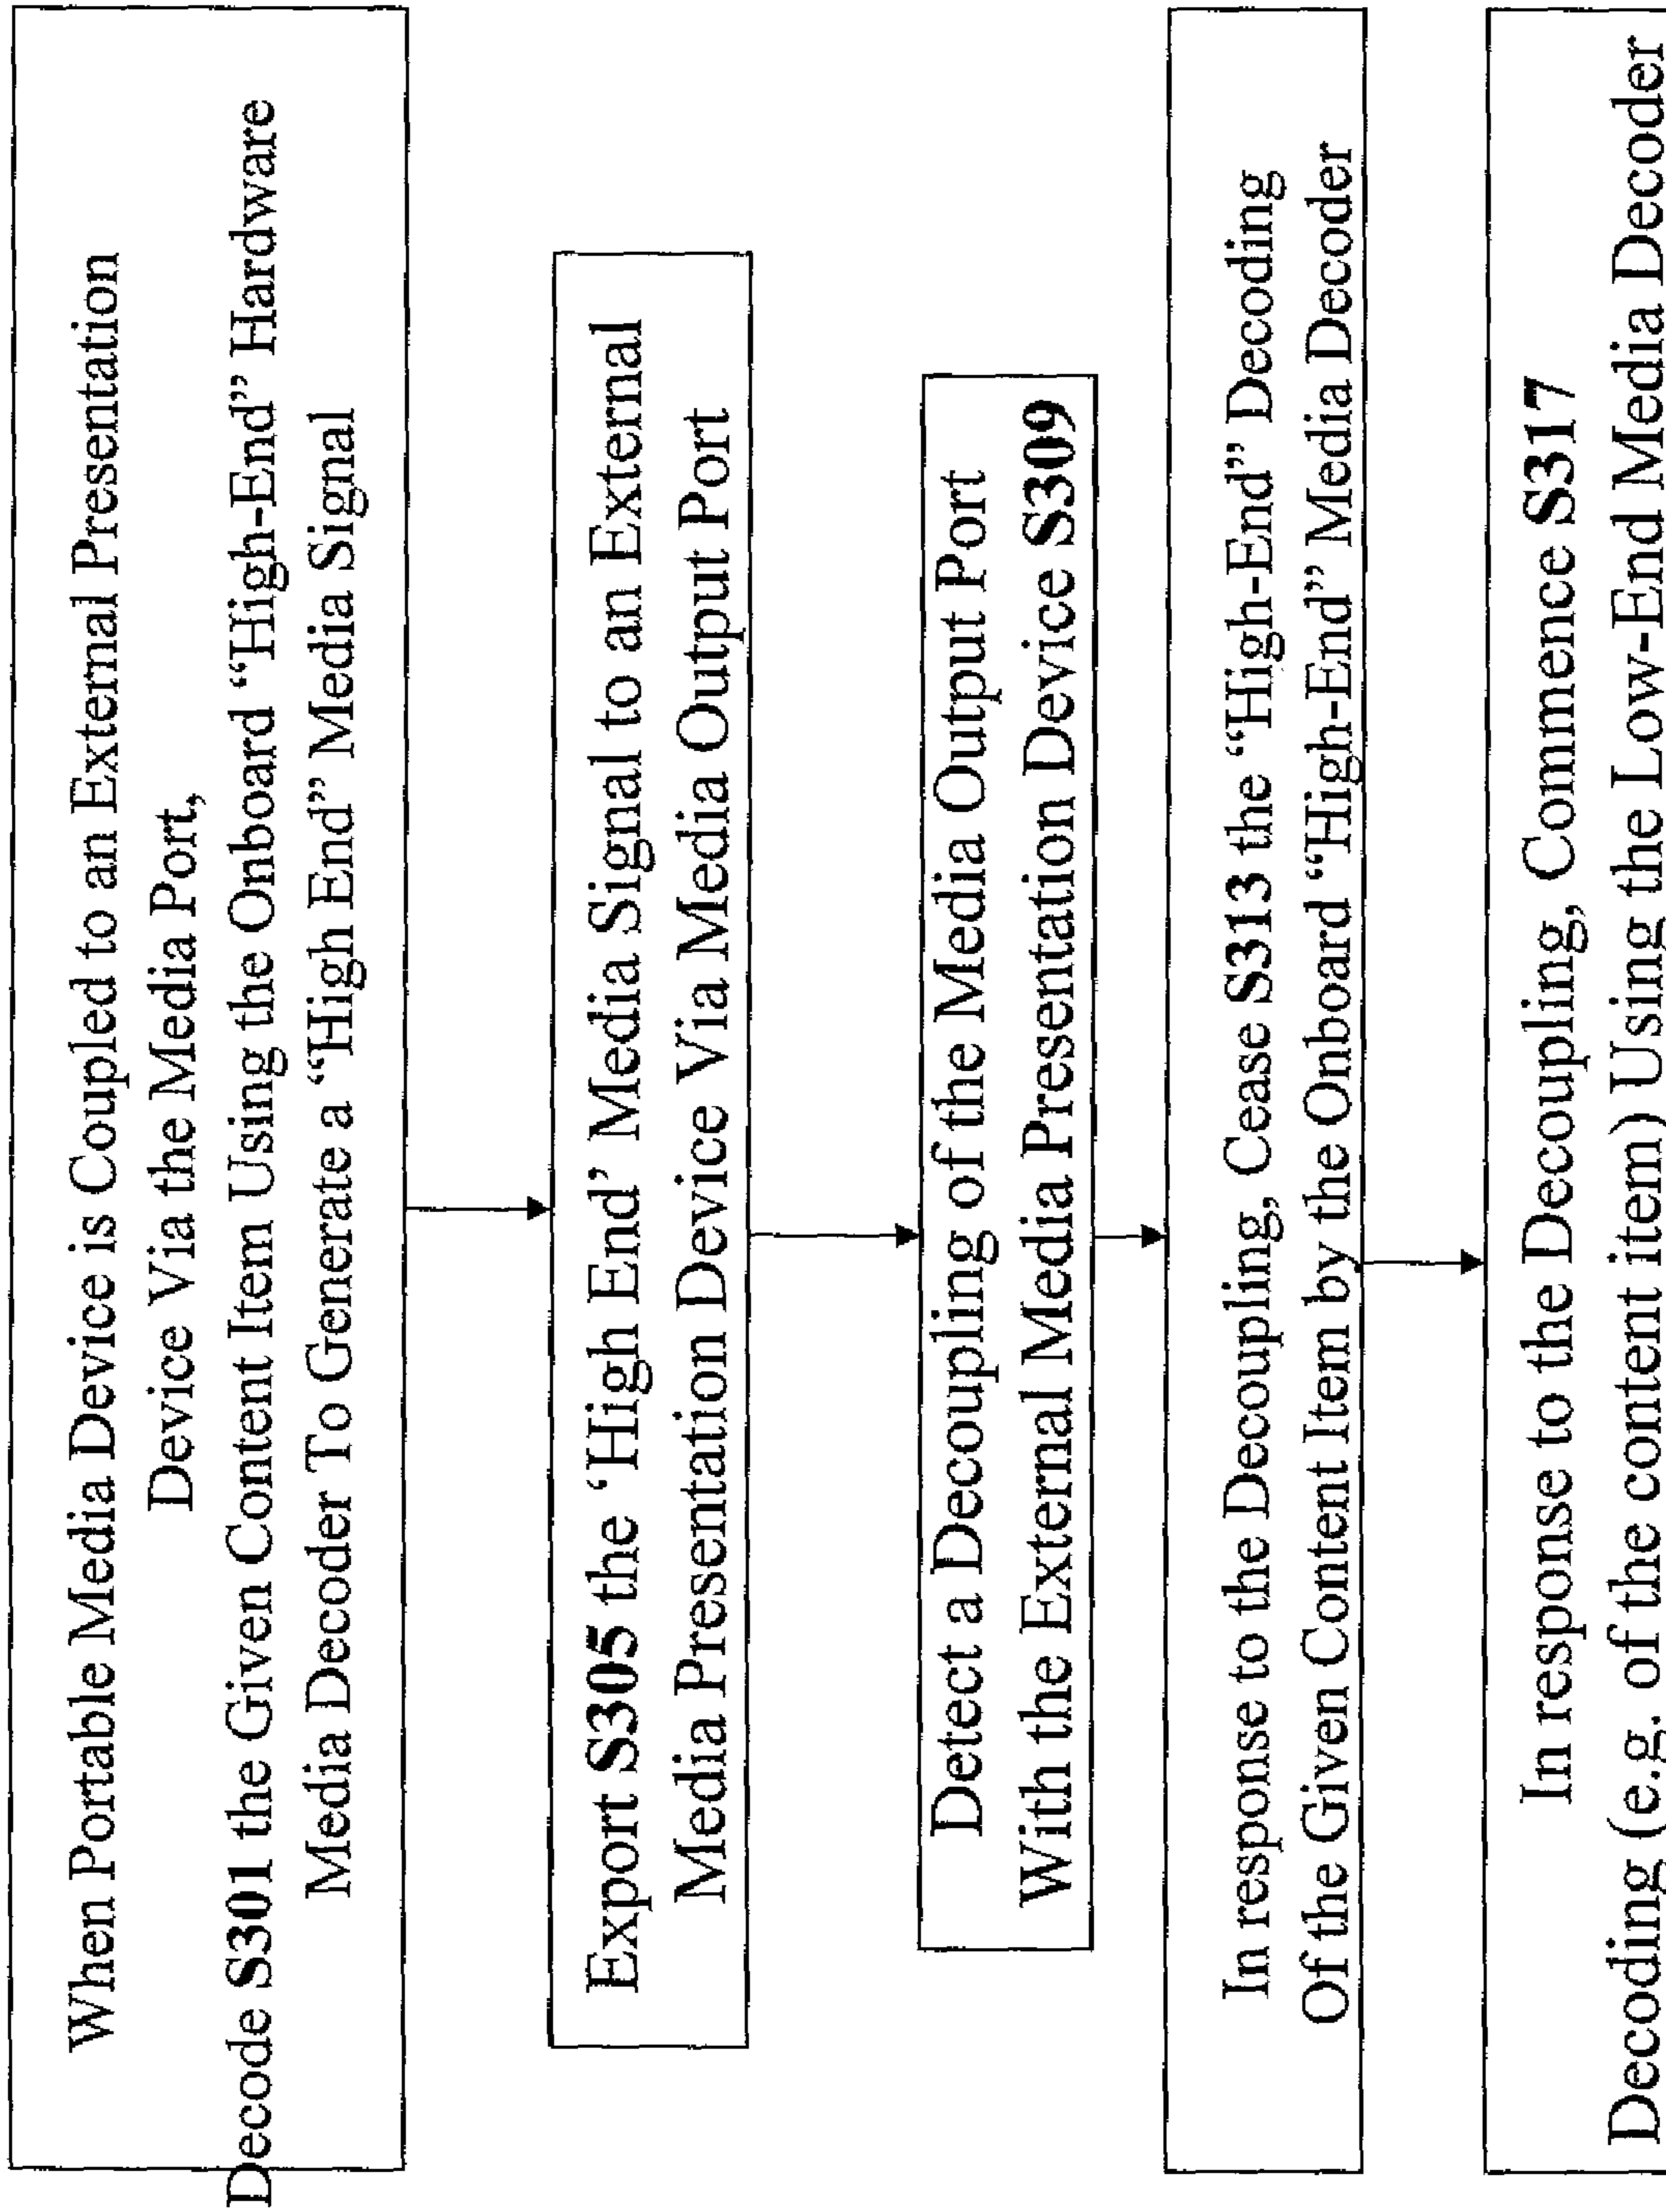 When Portable Media Device is Coupled to an External Presentation
Device Via the Media Port,
Decode S301 the Given Content Item Using the Onboard “High-End” Hardware
Media Decoder To Generate a “High End” Media Signal
Export S305 the ‘High End’ Media Signal to an External
Media Presentation Device Via Media Output Port
Detect a Decoupling of the Media Output Port
With the External Media Presentation Device S309
In response to the Decoupling, Cease S313 the “High-End” Decoding
Of the Given Content Item by the Onboard “High-End” Media Decoder
In response to the Decoupling, Commence S317
Decoding (e.g. of the content item) Using the Low-End Media Decoder